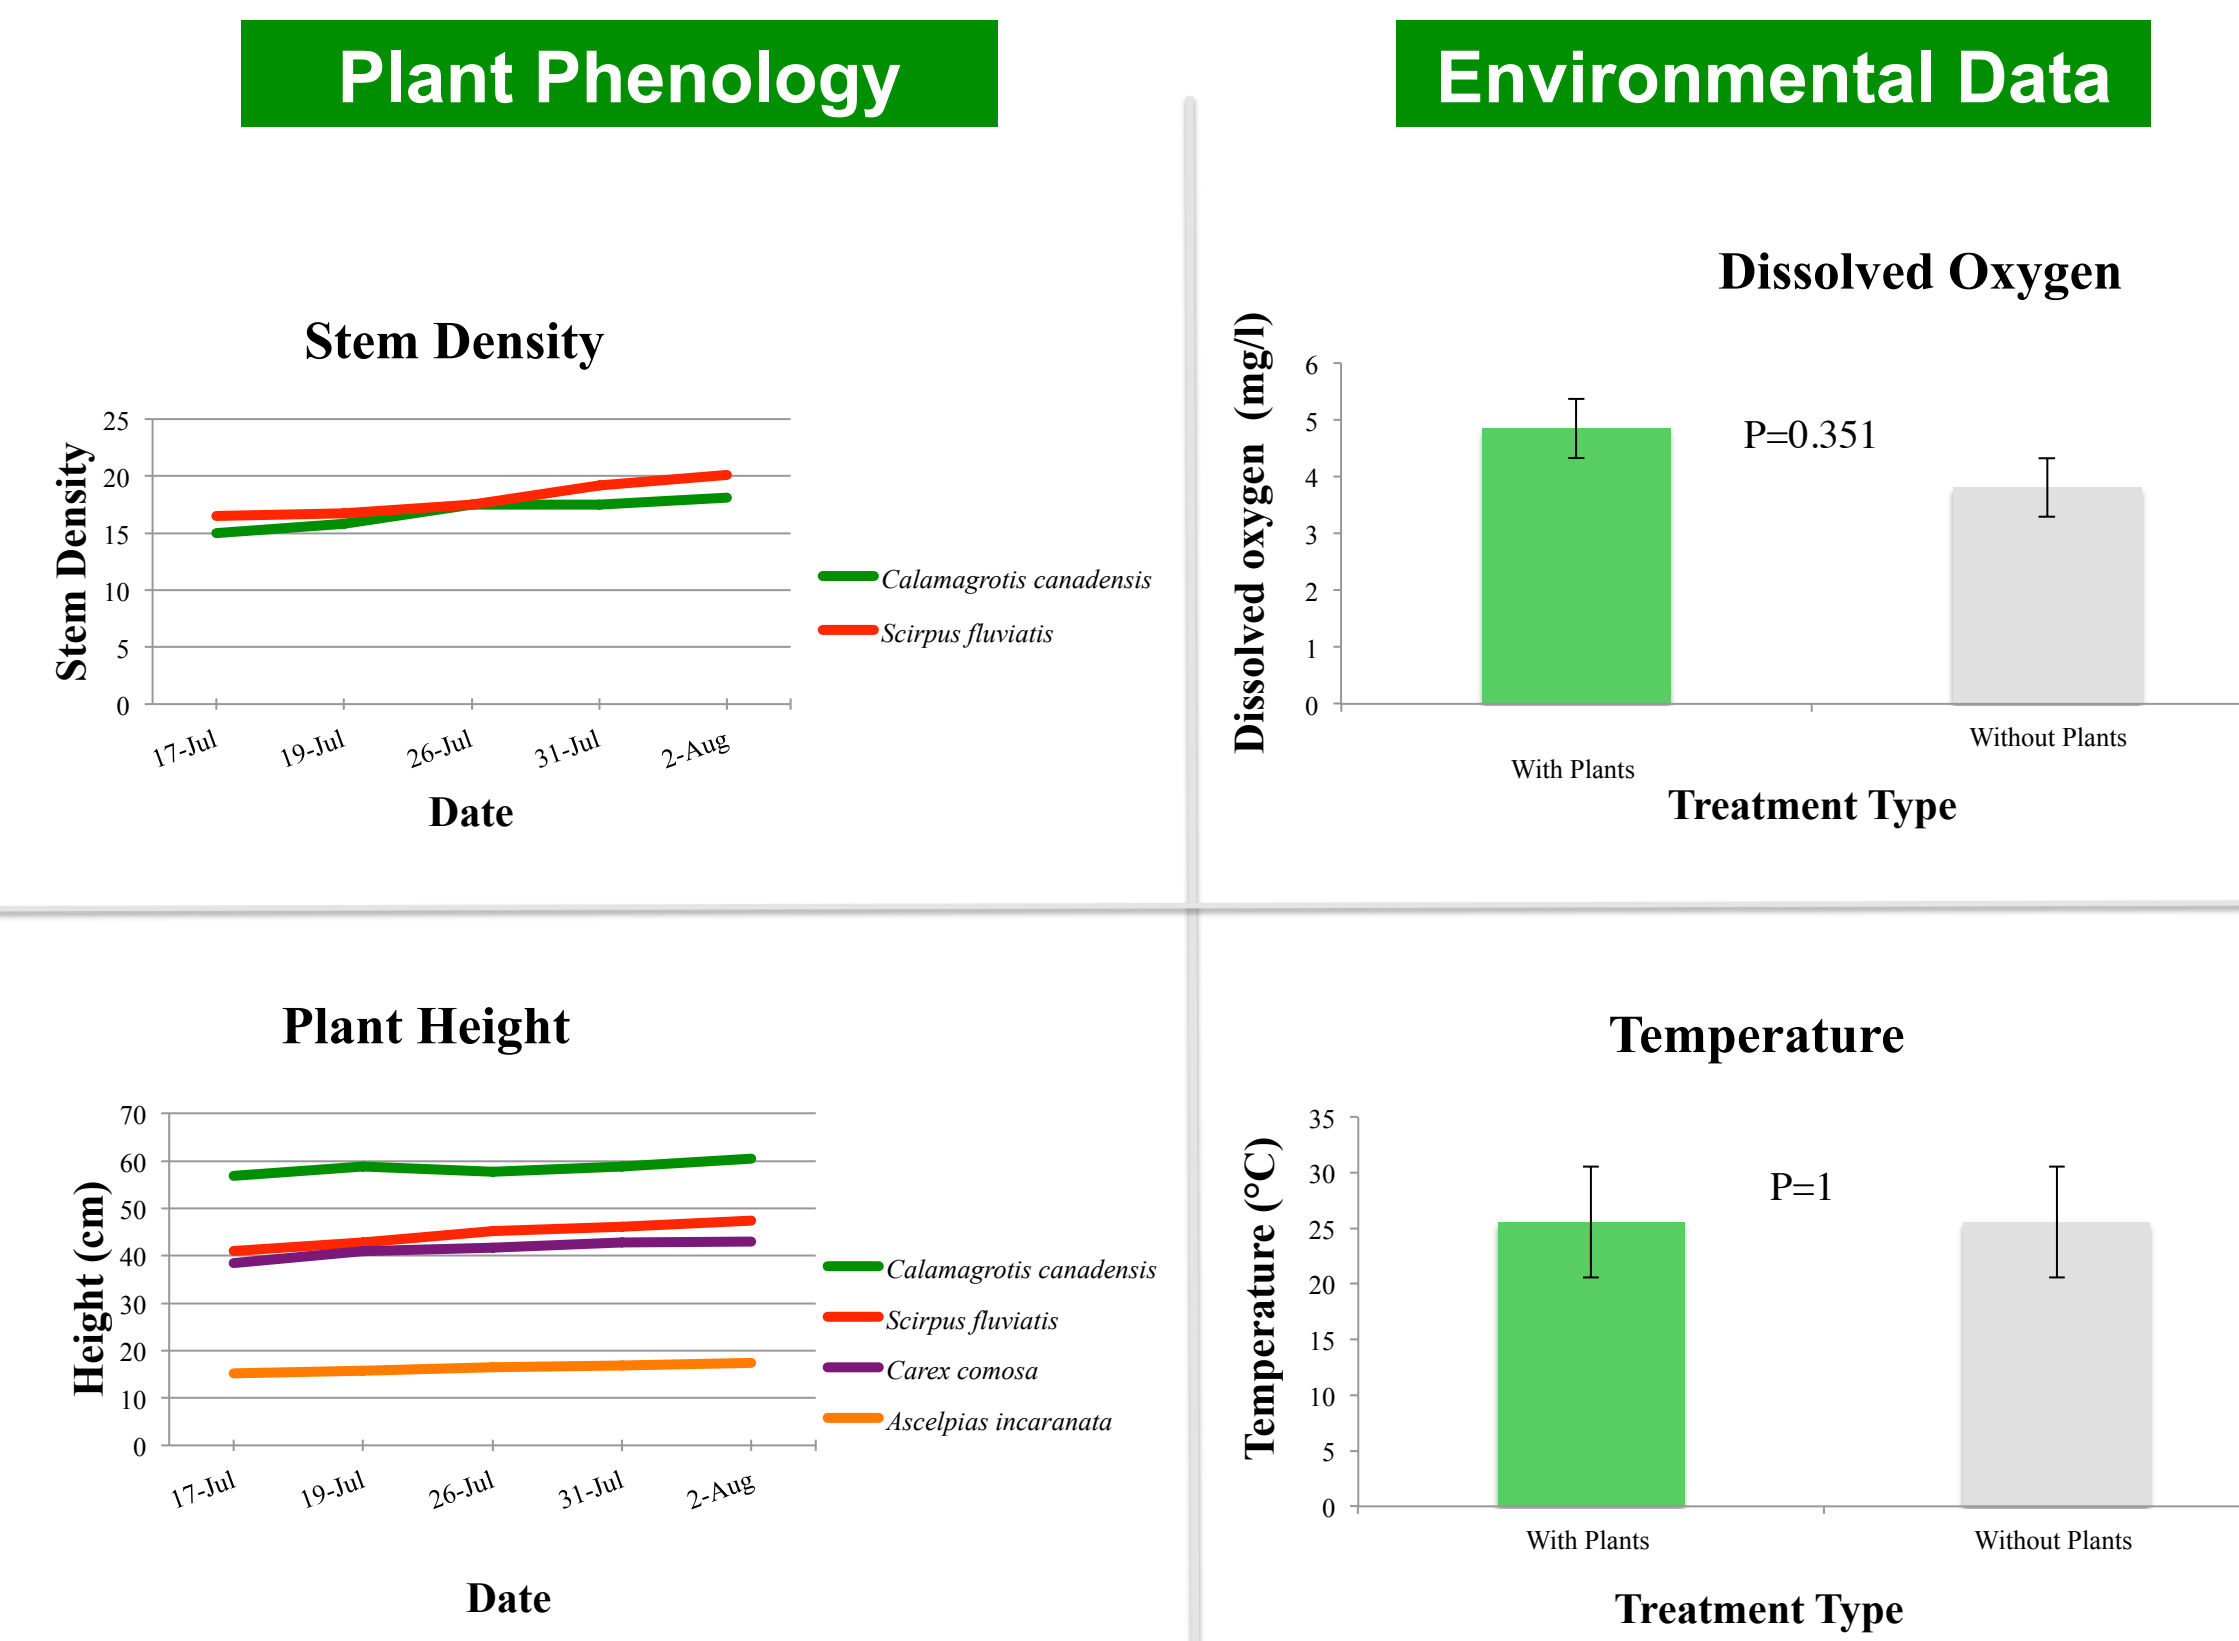 Plant Phenology
Environmental Data
Stem Density
Stem Density
25
20
15
10
5
0
17-Jul
19-Jul
26-Jul
31-Jul
2-Aug
Date
Calamagrotis canadensis
Scirpus fluviatis
Dissolved Oxygen
Dissolved oxygen (mg/l)
6
5
4
3
2
1
0
P=0.351
With Plants
Without Plants
Treatment Type
Plant Height
Height (cm)
70
60
50
40
30
20
10
0
17-Jul
19-Jul
26-Jul
31-Jul
2-Aug
Date
Calamagrotis canadensis
Scirpus fluviatis
Carex comosa
Ascelpias incaranata
Temperature
Temperature (°C)
35
30
25
20
15
10
5
0
P=1
With Plants
Without Plants
Treatment Type